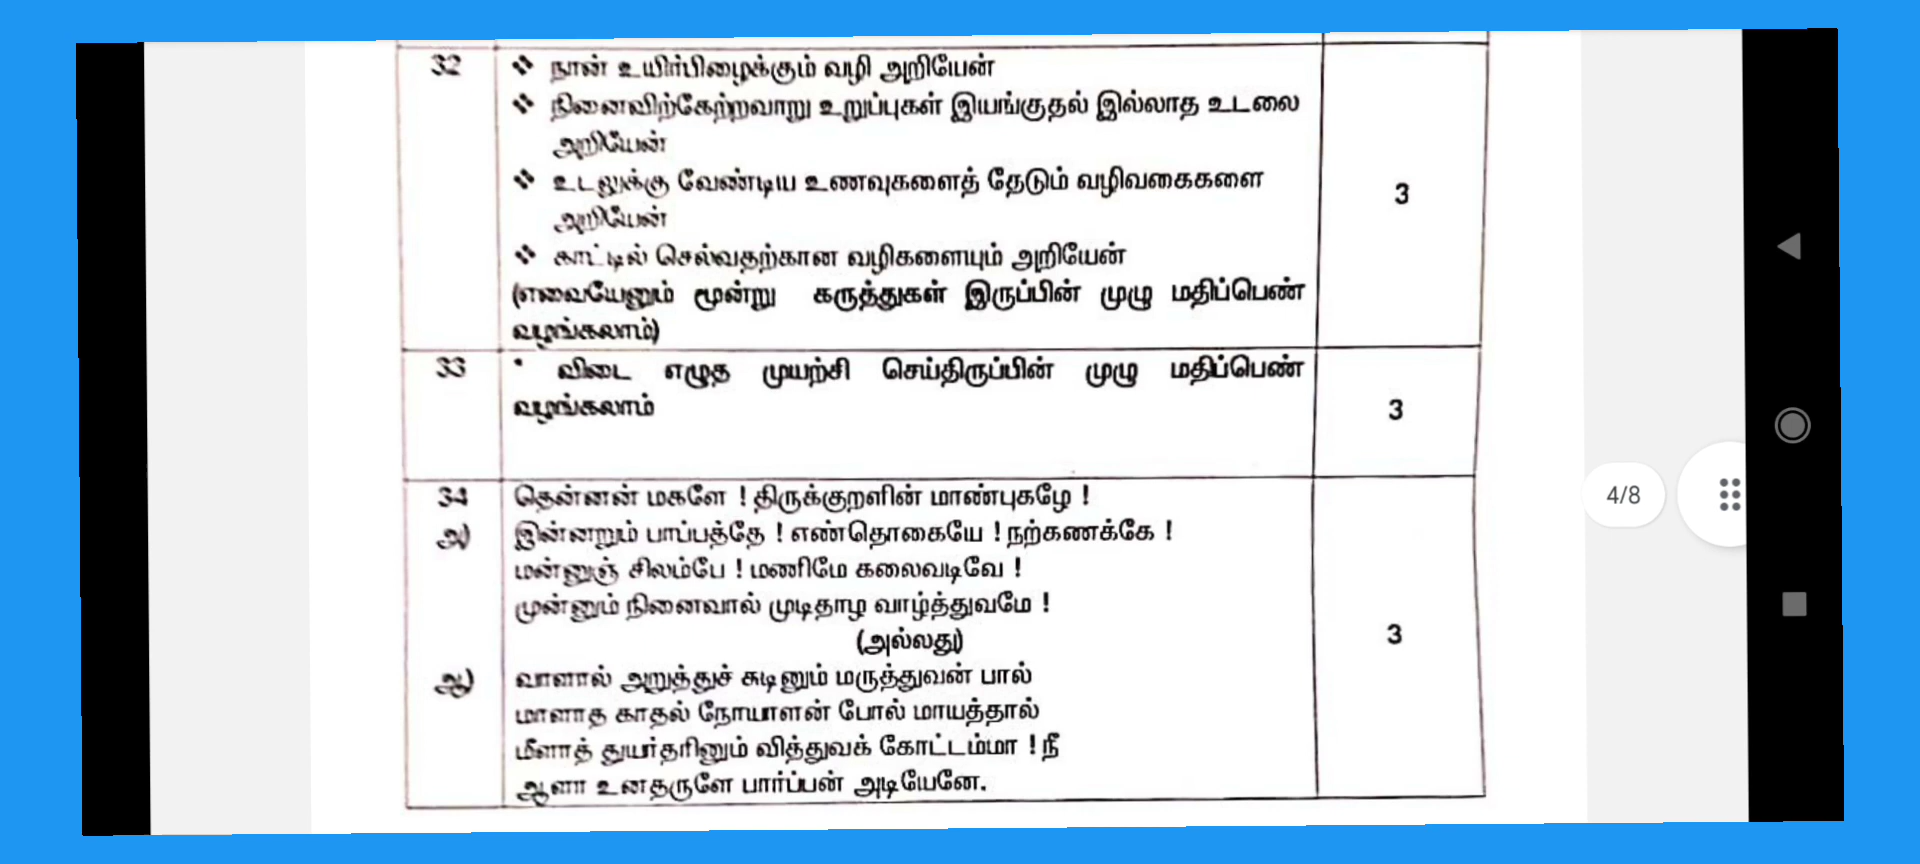 32
❖ நான் உயிர்பிழைக்கும் வழி அறியேன்
❖ நினைவிற்கேற்றவாறு உறுப்புகள் இயங்குதல் இல்லாத உடலை
அறியேன்
❖ உடலுக்கு வேண்டிய உணவுகளைத் தேடும் வழிவகைகளை
அறியேன்
❖ காட்டில் செல்வதற்கான வழிகளையும் அறியேன்
(எவையேனும் மூன்று கருத்துகள் இருப்பின் முழு மதிப்பெண்
வழங்கலாம்)
3
33
* விடை எழுத முயற்சி செய்திருப்பின் முழு மதிப்பெண்
வழங்கலாம்
3
34 தென்னன் மகளே ! திருக்குறளின் மாண்புகழே !
அ) இன்னறும் பாப்பத்தே ! எண்தொகையே ! நற்கணக்கே !
மன்னுஞ் சிலம்பே ! மணிமே கலைவடிவே !
முன்னும் நினைவால் முடிதாழ வாழ்த்துவமே !
(அல்லது)
ஆ) வாளால் அறுத்துச் சுடினும் மருத்துவன் பால்
மாளாத காதல் நோயாளன் போல் மாயத்தால்
மீளாத் துயர்தரினும் வித்துவக் கோட்டம்மா ! நீ
ஆளா உனதருளே பார்ப்பன் அடியேனே.
3
4/8